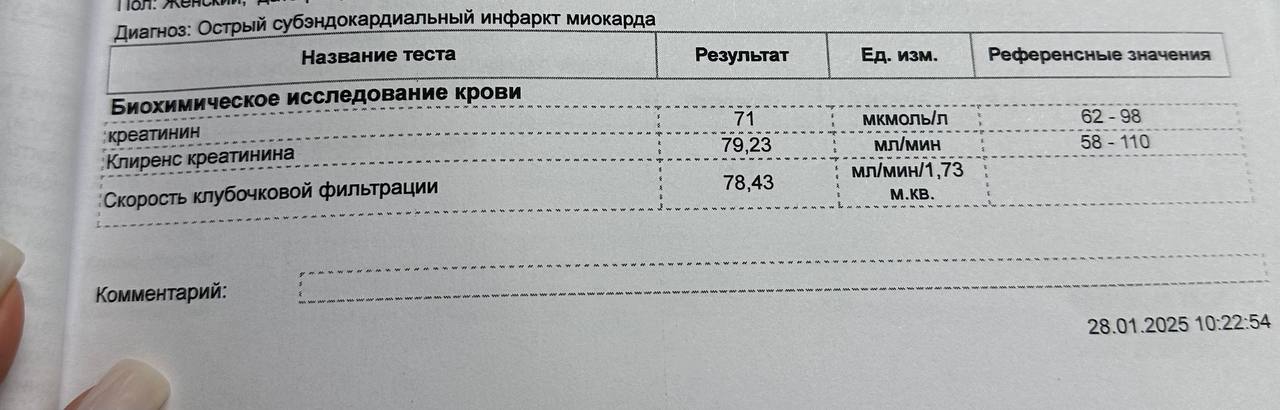 Пол: Женский,
Диагноз: Острый субэндокардиальный инфаркт миокарда
Название теста Результат Ед. изм. Референсные значения
Биохимическое исследование крови
креатинин 71 мкмоль/л 62 - 98
Клиренс креатинина 79,23 мл/мин 58 - 110
Скорость клубочковой фильтрации 78,43 мл/мин/1,73 м.кв.
Комментарий:
28.01.2025 10:22:54